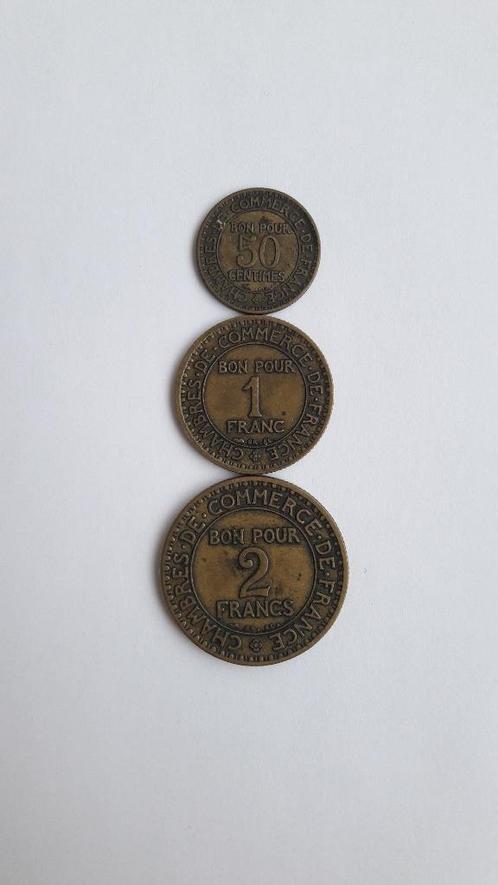 CHAMBRES·DE·COMMERCE·DE·FRANCE
BON POUR
50
CENTIMES
CHAMBRES·DE·COMMERCE·DE·FRANCE
BON POUR
1
FRANC
CHAMBRES·DE·COMMERCE·DE·FRANCE
BON POUR
2
FRANCS